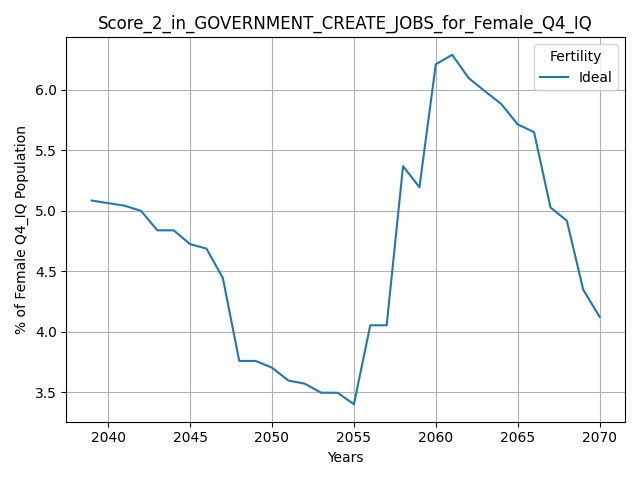 Score_2_in_GOVERNMENT_CREATE_JOBS_for_Female_Q4_IQ
Fertility
Ideal
% of Female Q4_IQ Population
6.0
5.5
5.0
4.5
4.0
3.5
2040 2045 2050 2055 2060 2065 2070
Years